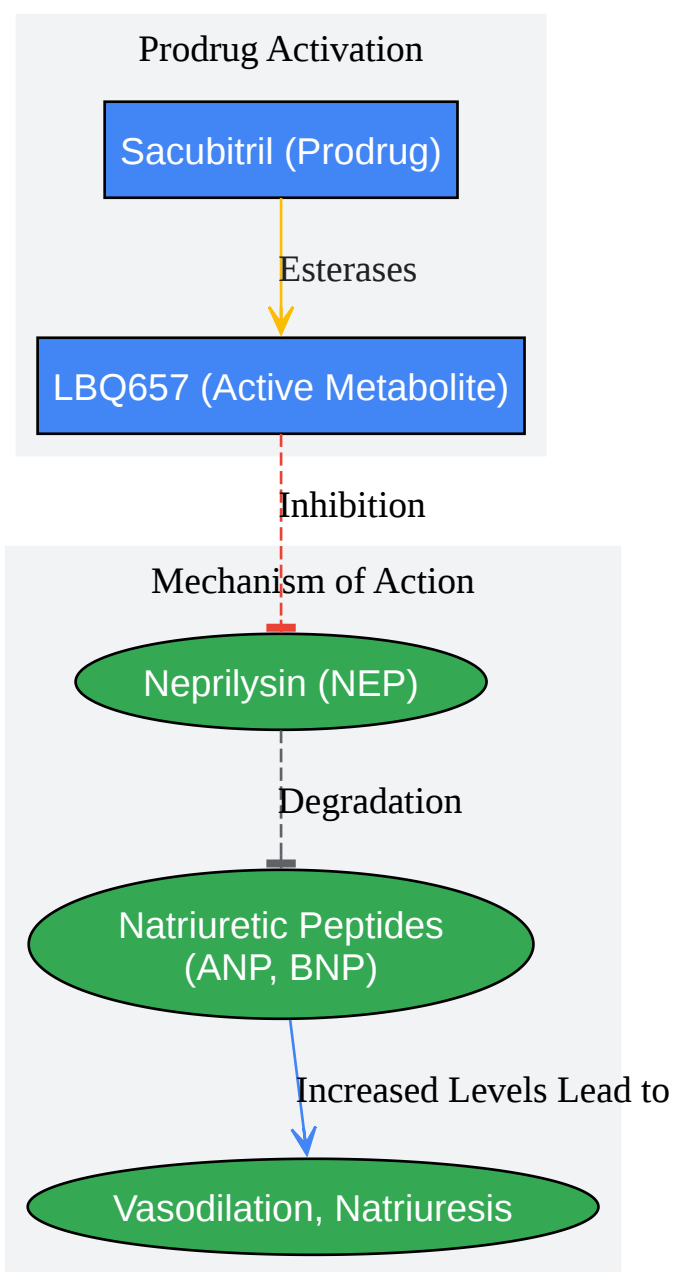 Prodrug Activation
Sacubitril (Prodrug)
Esterases
LBQ657 (Active Metabolite)
Inhibition
Mechanism of Action
Neprilysin (NEP)
Degradation
Natriuretic Peptides
(ANP, BNP)
Increased Levels Lead to
Vasodilation, Natriuresis